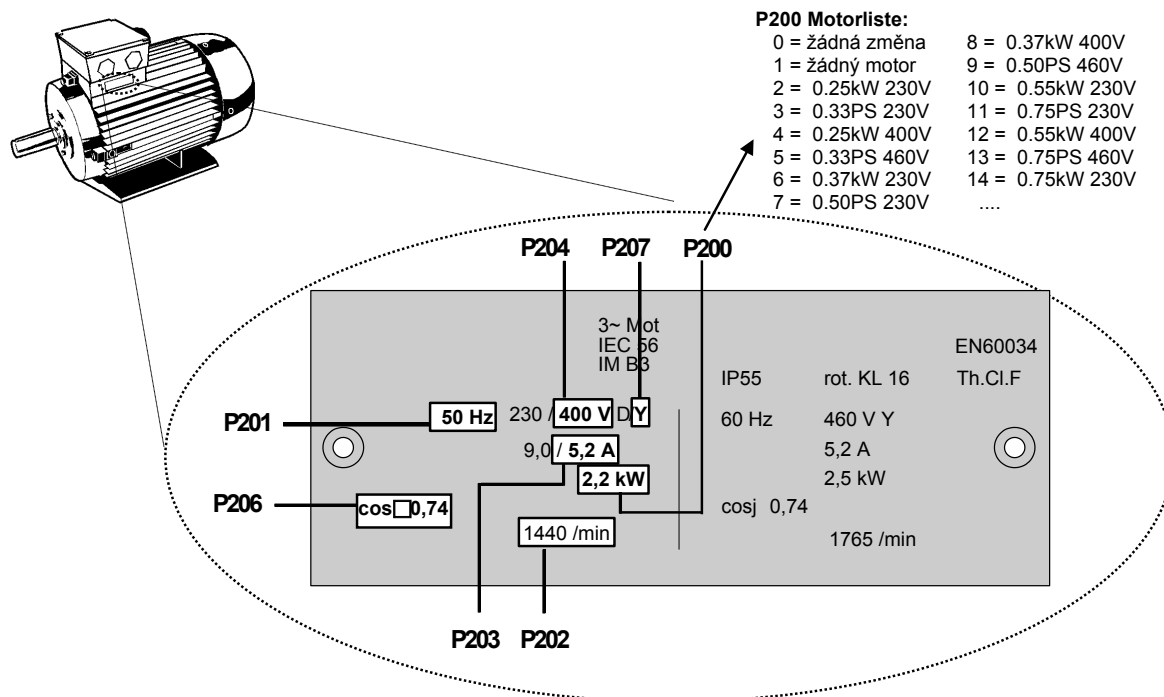 P200 Motorliste:
0 = žádná změna
1 = žádný motor
2 = 0.25kW 230V
3 = 0.33PS 230V
4 = 0.25kW 400V
5 = 0.33PS 460V
6 = 0.37kW 230V
7 = 0.50PS 230V
8 = 0.37kW 400V
9 = 0.50PS 460V
10 = 0.55kW 230V
11 = 0.75PS 230V
12 = 0.55kW 400V
13 = 0.75PS 460V
14 = 0.75kW 230V
....
P204 P207 P200
3~ Mot
IEC 56
IM B3
EN60034
IP55 rot. KL 16 Th.Cl.F
P201
50 Hz 230 / 400 V D Y
60 Hz 460 V Y
9,0 / 5,2 A
5,2 A
2,2 kW
2,5 kW
P206
cos□0,74
cosj 0,74
1440 /min
1765 /min
P203 P202